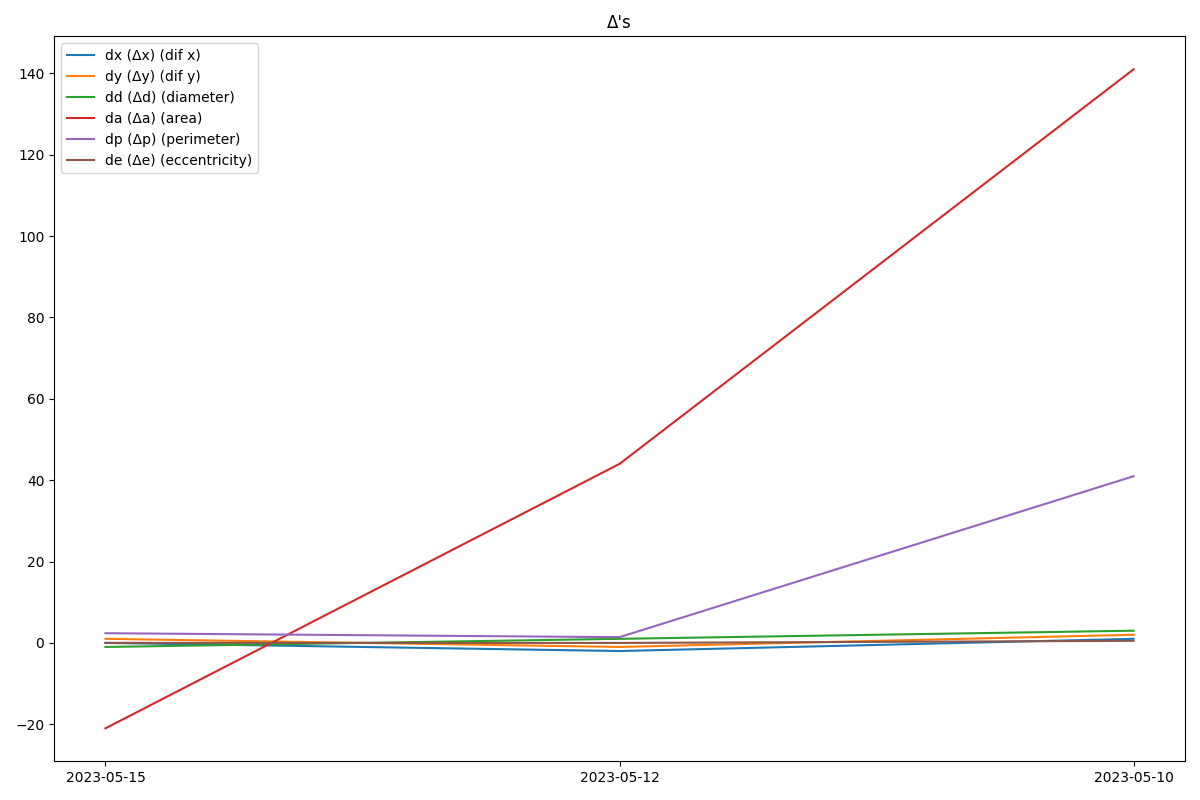 Δ's
dx (Δx) (dif x)
dy (Δy) (dif y)
dd (Δd) (diameter)
da (Δa) (area)
dp (Δp) (perimeter)
de (Δe) (eccentricity)
140
120
100
80
60
40
20
0
−20
2023-05-15 2023-05-12 2023-05-10